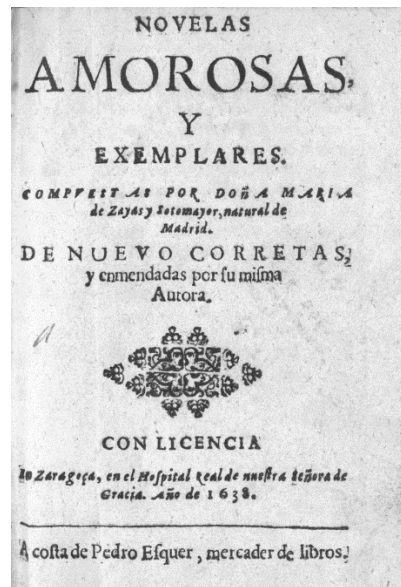 NOVELAS
AMOROSAS,
Y
EXEMPLARES.
COMPVESTAS POR DOÑA MARIA
de Zayas y Sotomayor, natural de
Madrid.
DE NUEVO CORRETAS,
y enmendadas por ſu miſma
Autora.
CON LICENCIA
En Zaragoça, en el Hoſpital Real de nueſtra Señora de
Gracia. Año de 1638.
A coſta de Pedro Eſquer, mercader de libros.